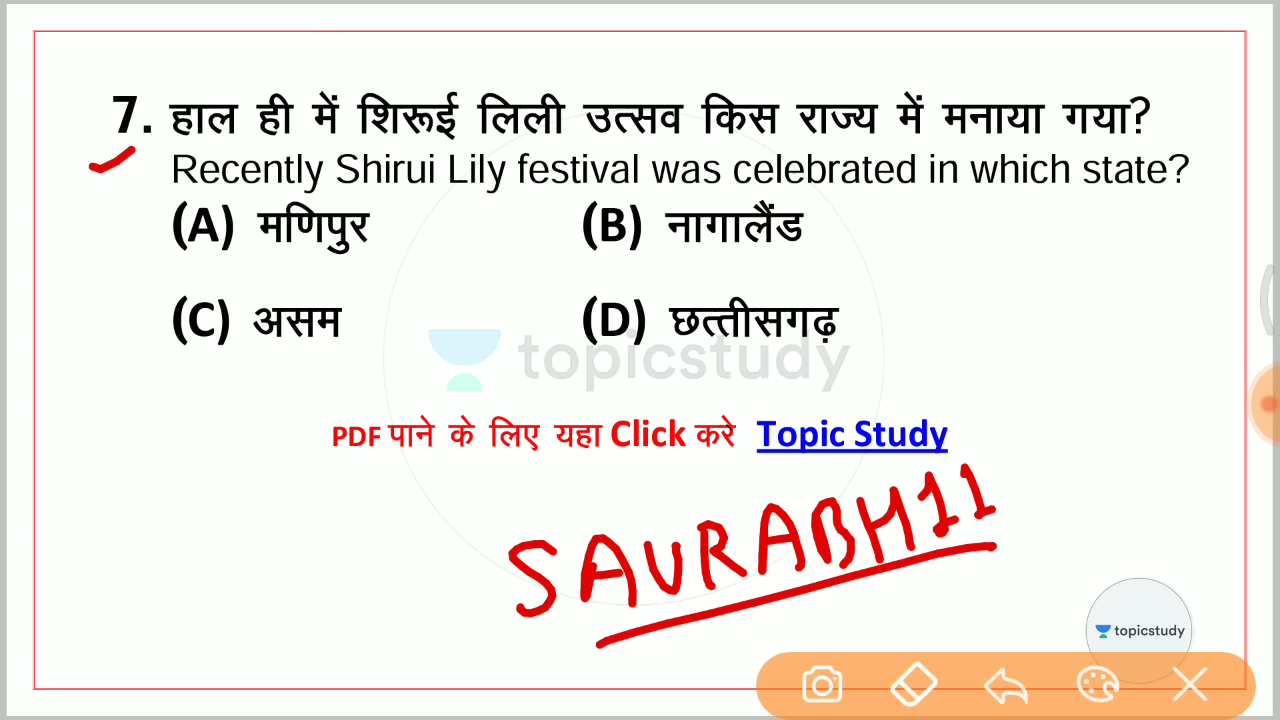 7. हाल ही में शिरूई लिली उत्सव किस राज्य में मनाया गया?
Recently Shirui Lily festival was celebrated in which state?
(A) मणिपुर (B) नागालैंड
(C) असम (D) छत्तीसगढ़
topicstudy
PDF पाने के लिए यहा Click करे Topic Study
SAURABH11
topicstudy